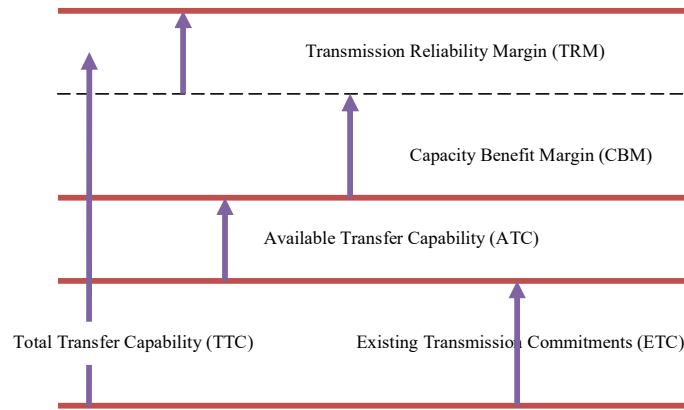 Transmission Reliability Margin (TRM)
Capacity Benefit Margin (CBM)
Available Transfer Capability (ATC)
Total Transfer Capability (TTC)
Existing Transmission Commitments (ETC)